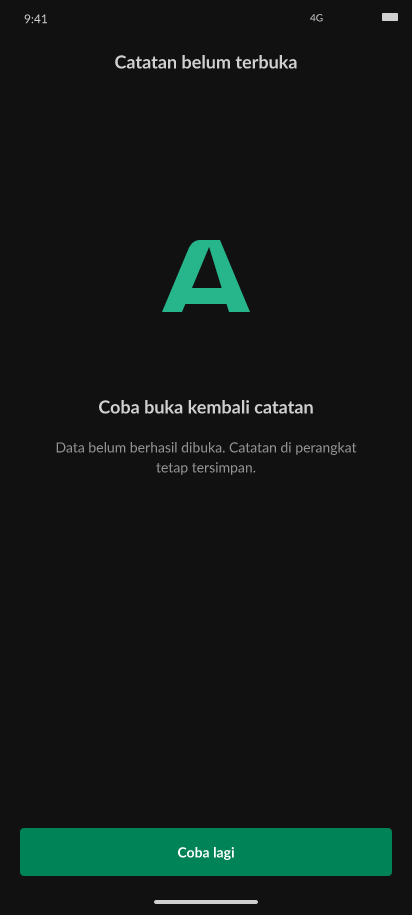 9:41
4G
Catatan belum terbuka
A
Coba buka kembali catatan
Data belum berhasil dibuka. Catatan di perangkat
tetap tersimpan.
Coba lagi